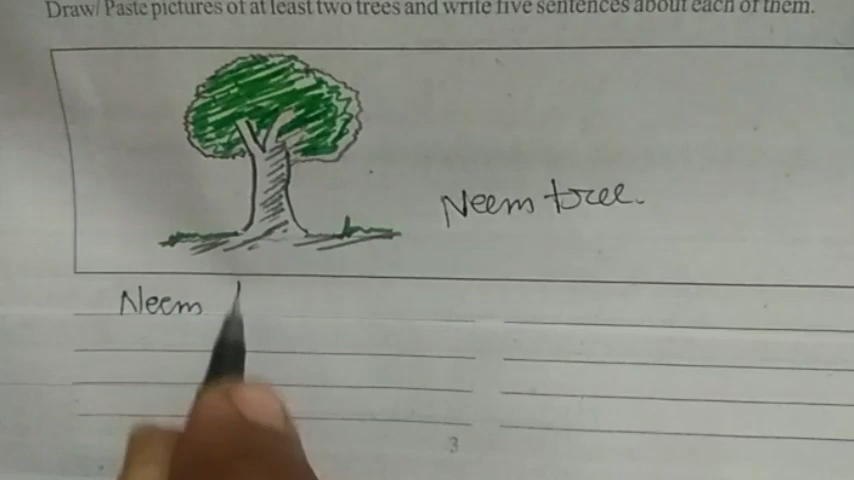 Draw/ Paste pictures of at least two trees and write five sentences about each of them.
Neem tree.
Neem
3